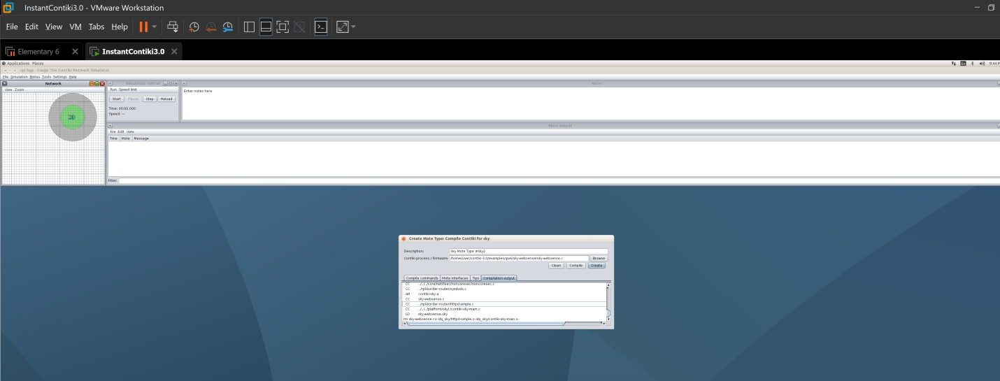 InstantContiki3.0 - VMware Workstation
File Edit View VM Tabs Help
Elementary 6 InstantContiki3.0
Applications Places 9:44 P
rpl bgp - Cooja: The Contiki Network Simulator
File Simulation Motes Tools Settings Help
Network Simulation control Notes
View Zoom Run Speed limit Enter notes here
Start Pause Step Reload
Time: 00:00.000
Speed: ---
Mote output
File Edit View
Time Mote Message
Filter:
Create Mote Type: Compile Contiki for sky
Description: Sky Mote Type #sky2
Contiki process / Firmware: /home/user/contiki-3.0/examples/ipv6/sky-websense/sky-websense.c Browse
Clean Compile Create
Compile commands Mote interfaces Tips Compilation output
CC ../../../core/net/llsec/noncoresec/noncoresec.c
CC ../rpl-border-router/symbols.c
AR contiki-sky.a
CC sky-websense.c
CC ../rpl-border-router/httpd-simple.c
CC ../../../platform/sky/./contiki-sky-main.c
LD sky-websense.sky
rm sky-websense.co obj_sky/httpd-simple.o obj_sky/contiki-sky-main.o